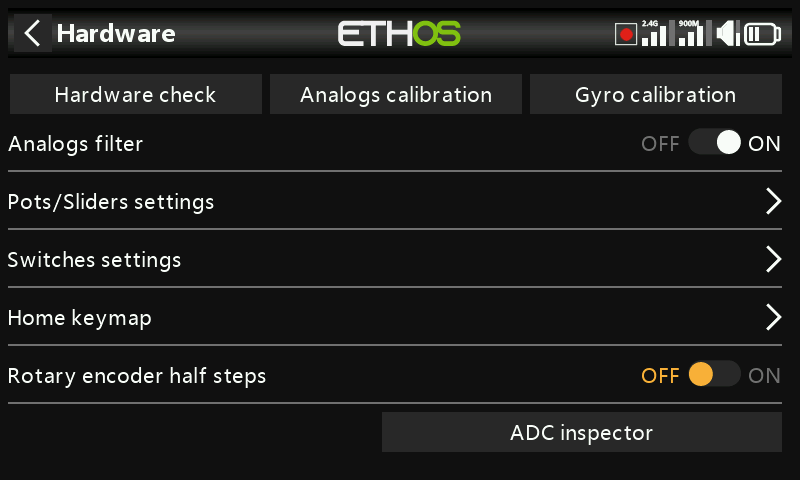 Hardware ETHOS 2.4G 900M
Hardware check Analogs calibration Gyro calibration
Analogs filter OFF ON
Pots/Sliders settings
Switches settings
Home keymap
Rotary encoder half steps OFF ON
ADC inspector